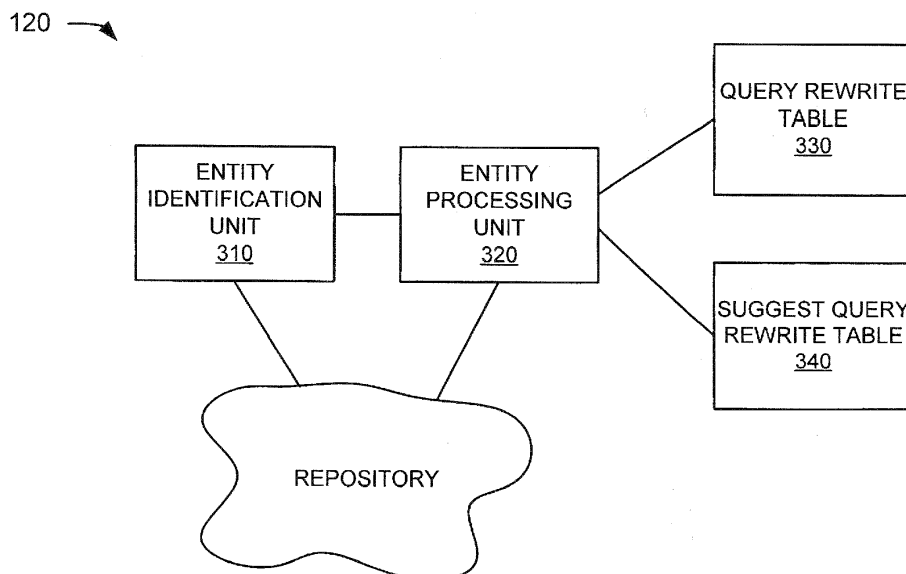 120
QUERY REWRITE
TABLE
330
ENTITY
IDENTIFICATION
UNIT
310
ENTITY
PROCESSING
UNIT
320
SUGGEST QUERY
REWRITE TABLE
340
REPOSITORY